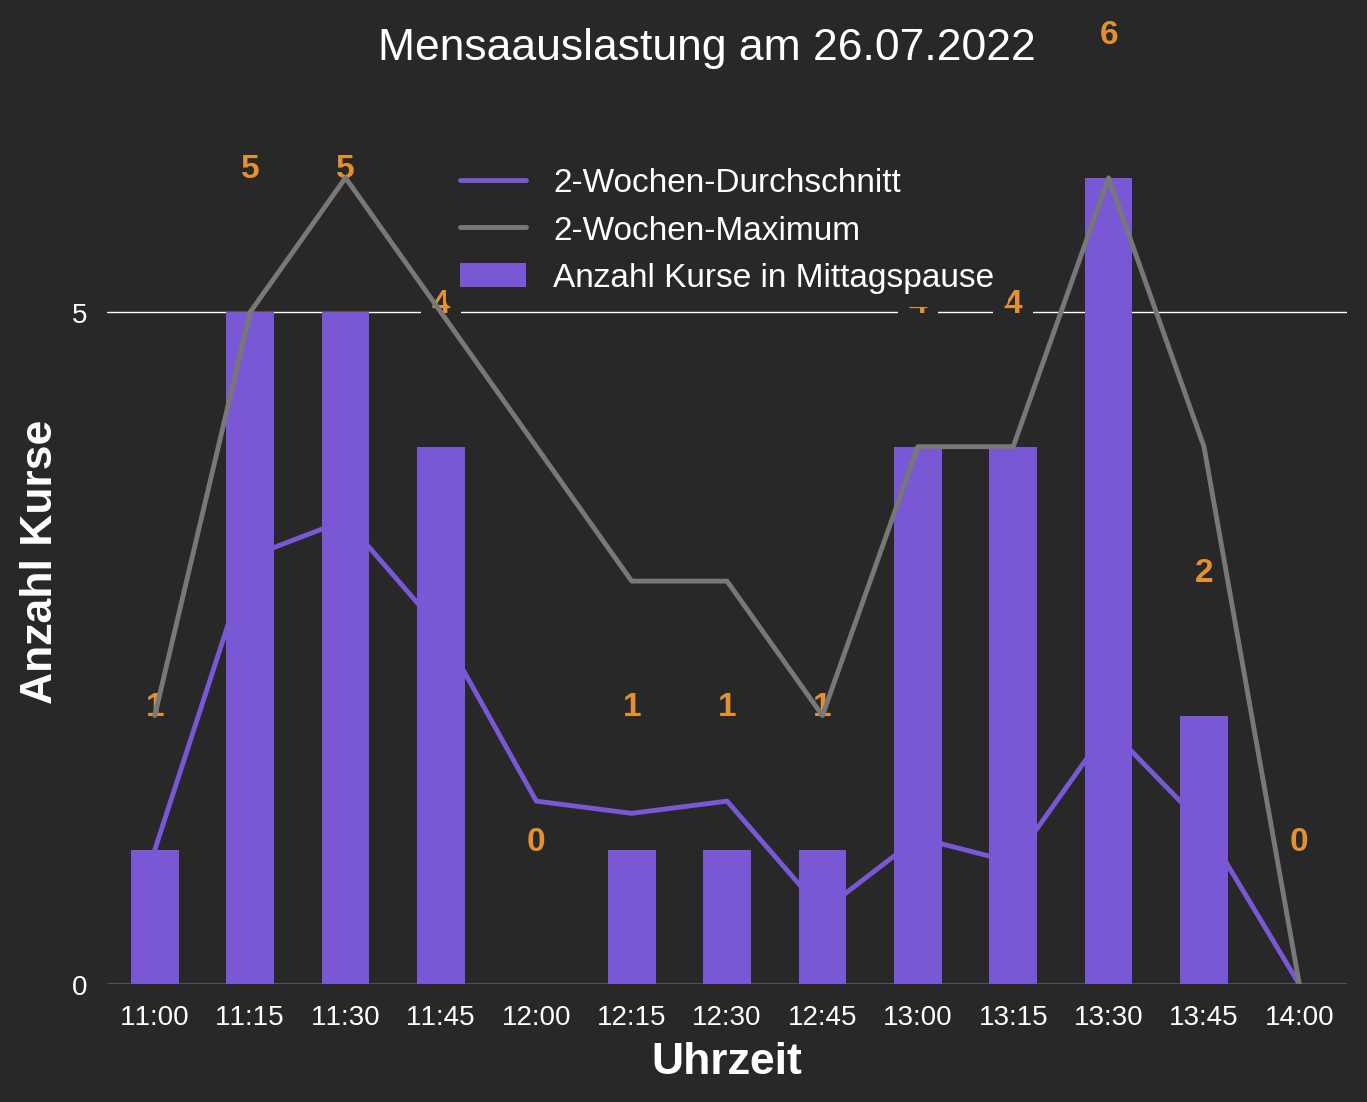 Mensaauslastung am 26.07.2022
6
5
5
2-Wochen-Durchschnitt
2-Wochen-Maximum
Anzahl Kurse in Mittagspause
4
4
4
5
Anzahl Kurse
2
1
1
1
1
0
0
0
11:00 11:15 11:30 11:45 12:00 12:15 12:30 12:45 13:00 13:15 13:30 13:45 14:00
Uhrzeit